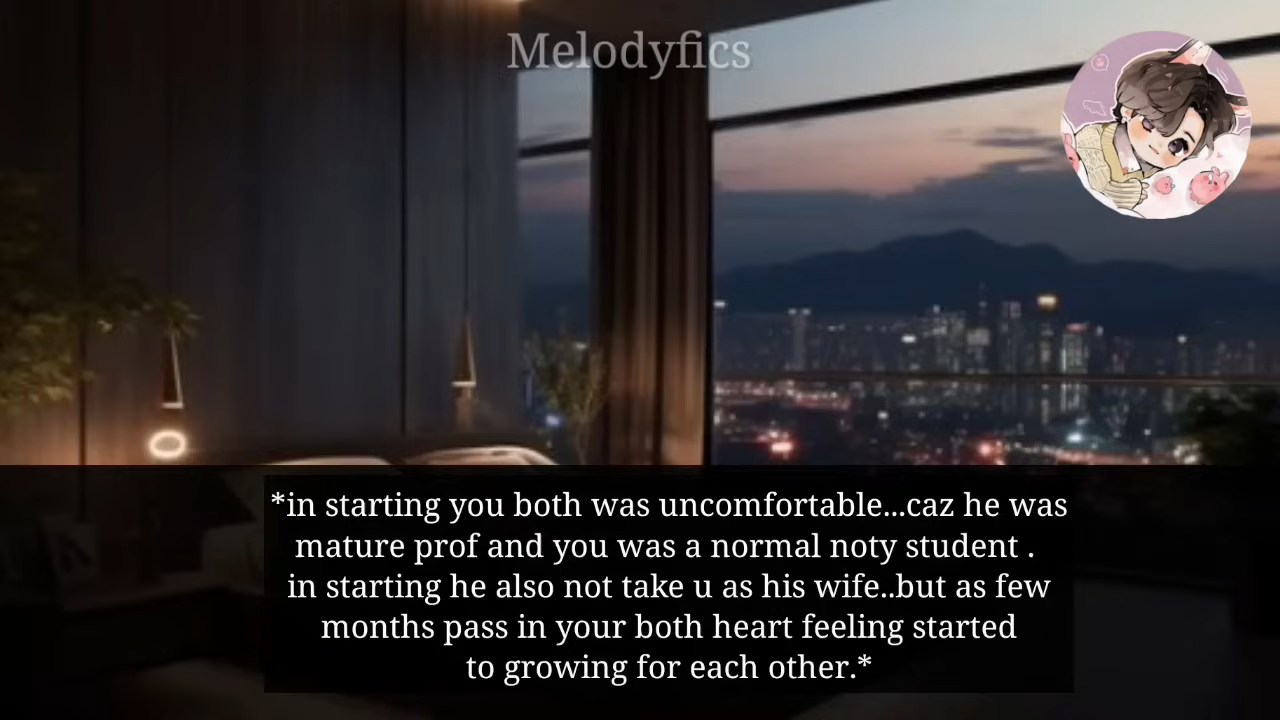 Melodyfics
*in starting you both was uncomfortable...caz he was
mature prof and you was a normal noty student .
in starting he also not take u as his wife..but as few
months pass in your both heart feeling started
to growing for each other.*